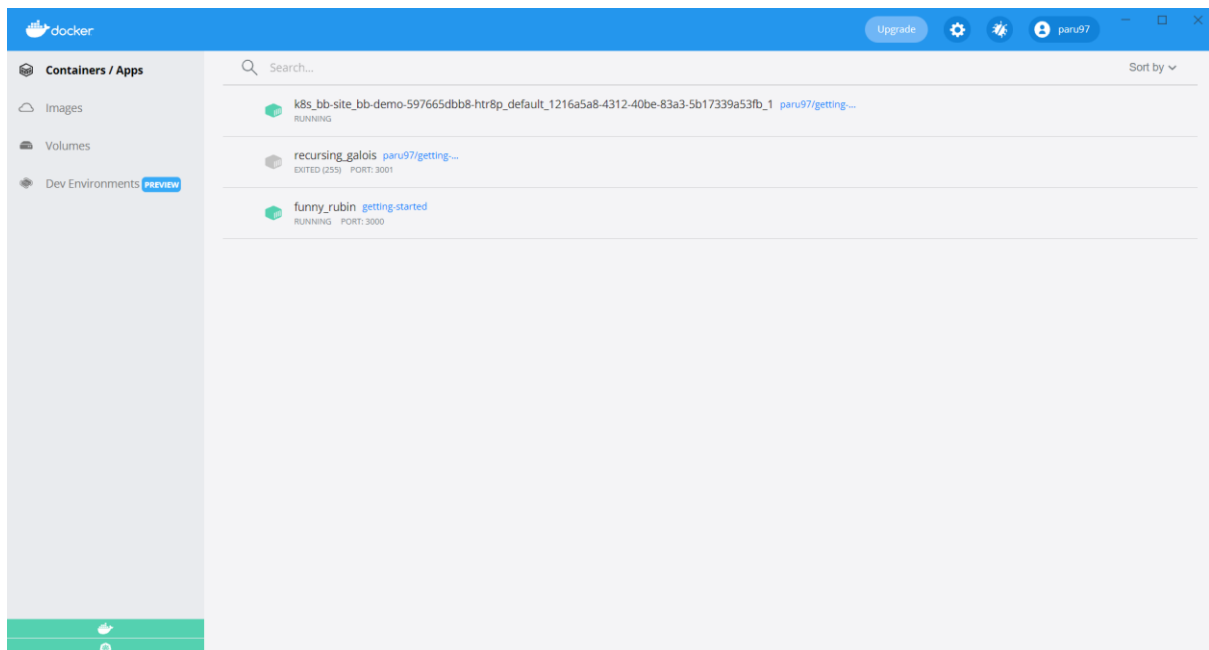 docker
Upgrade
paru97
Containers / Apps
Images
Volumes
Dev Environments PREVIEW
Search...
Sort by
k8s_bb-site_bb-demo-597665dbb8-htr8p_default_1216a5a8-4312-40be-83a3-5b17339a53fb_1 paru97/getting-...
RUNNING
recursing_galois paru97/getting-...
EXITED (255) PORT: 3001
funny_rubin getting-started
RUNNING PORT: 3000